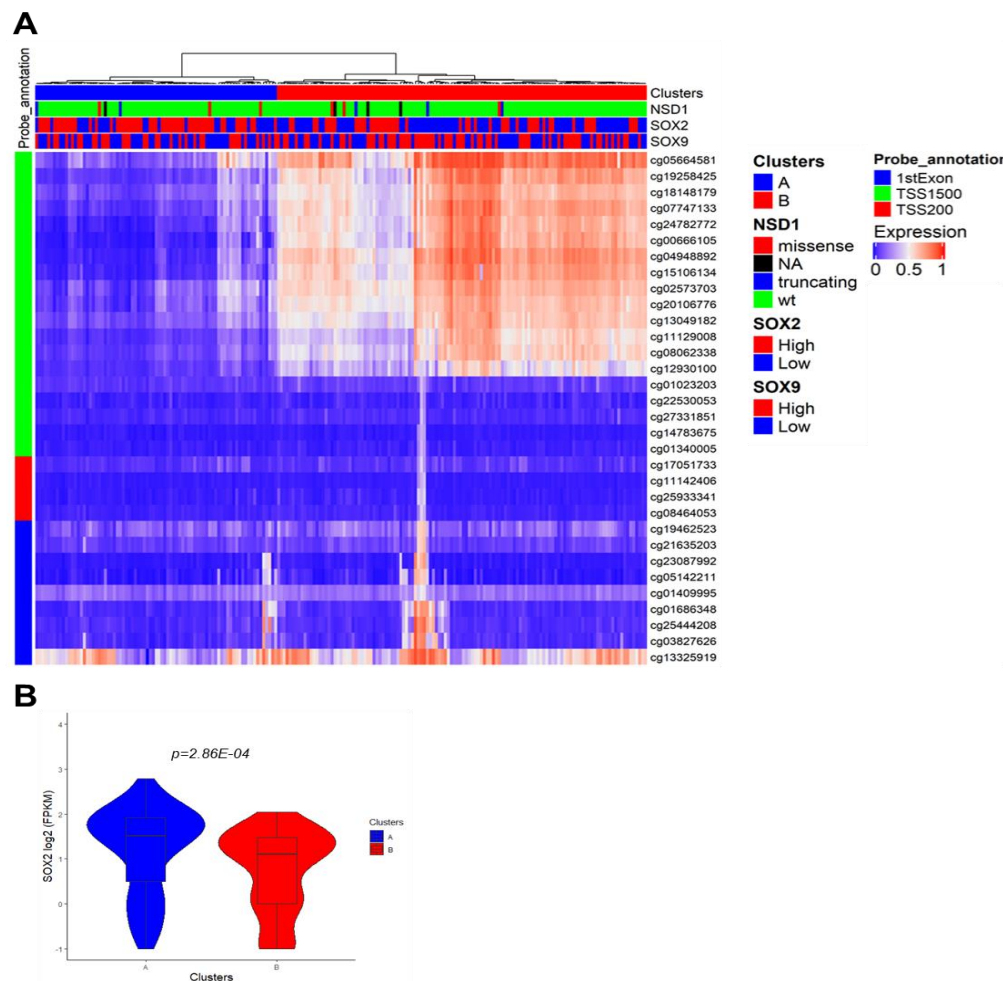 A
Probe_annotation
Clusters
NSD1
SOX2
SOX9
cg05664581
cg19258425
cg18148179
cg07747133
cg24782772
cg00666105
cg04948892
cg15106134
cg02573703
cg20106776
cg13049182
cg11129008
cg08062338
cg12930100
cg01023203
cg22530053
cg27331851
cg14783675
cg01340005
cg17051733
cg11142406
cg25933341
cg08464053
cg19462523
cg21635203
cg23087992
cg05142211
cg01409995
cg01686348
cg25444208
cg03827626
cg13325919
Clusters
A
B
NSD1
missense
NA
truncating
wt
SOX2
High
Low
SOX9
High
Low
Probe_annotation
1stExon
TSS1500
TSS200
Expression
0 0.5 1
B
p=2.86E-04
SOX2 log2 (FPKM)
4
3
2
1
0
-1
A B
Clusters
Clusters
A
B